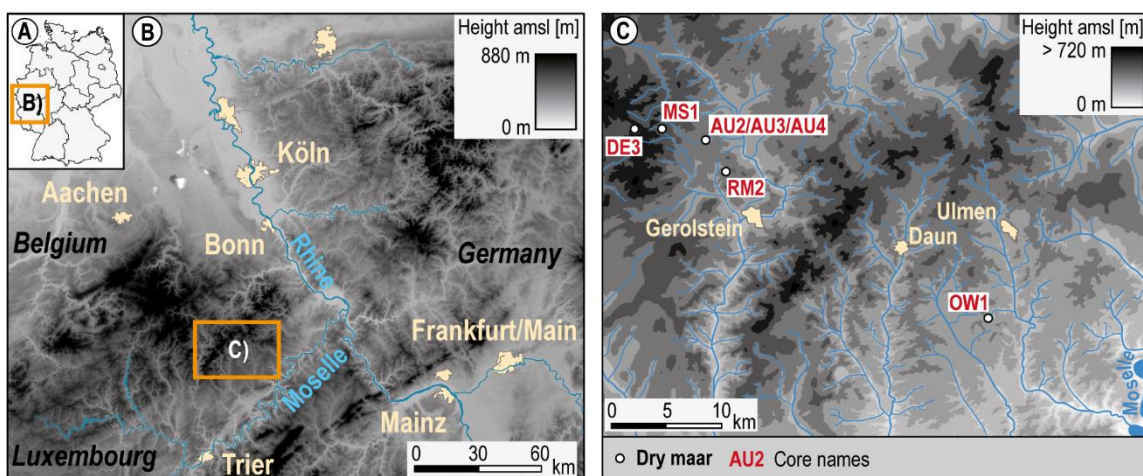 A
B)
B
Height amsl [m]
880 m
0 m
Köln
Aachen
Belgium
Bonn
Rhine
Germany
C)
Frankfurt/Main
Moselle
Mainz
Luxembourg
Trier
0 30 60
km
C
Height amsl [m]
> 720 m
0 m
MS1
AU2/AU3/AU4
DE3
RM2
Gerolstein
Ulmen
Daun
OW1
Moselle
0 5 10
km
Dry maar AU2 Core names